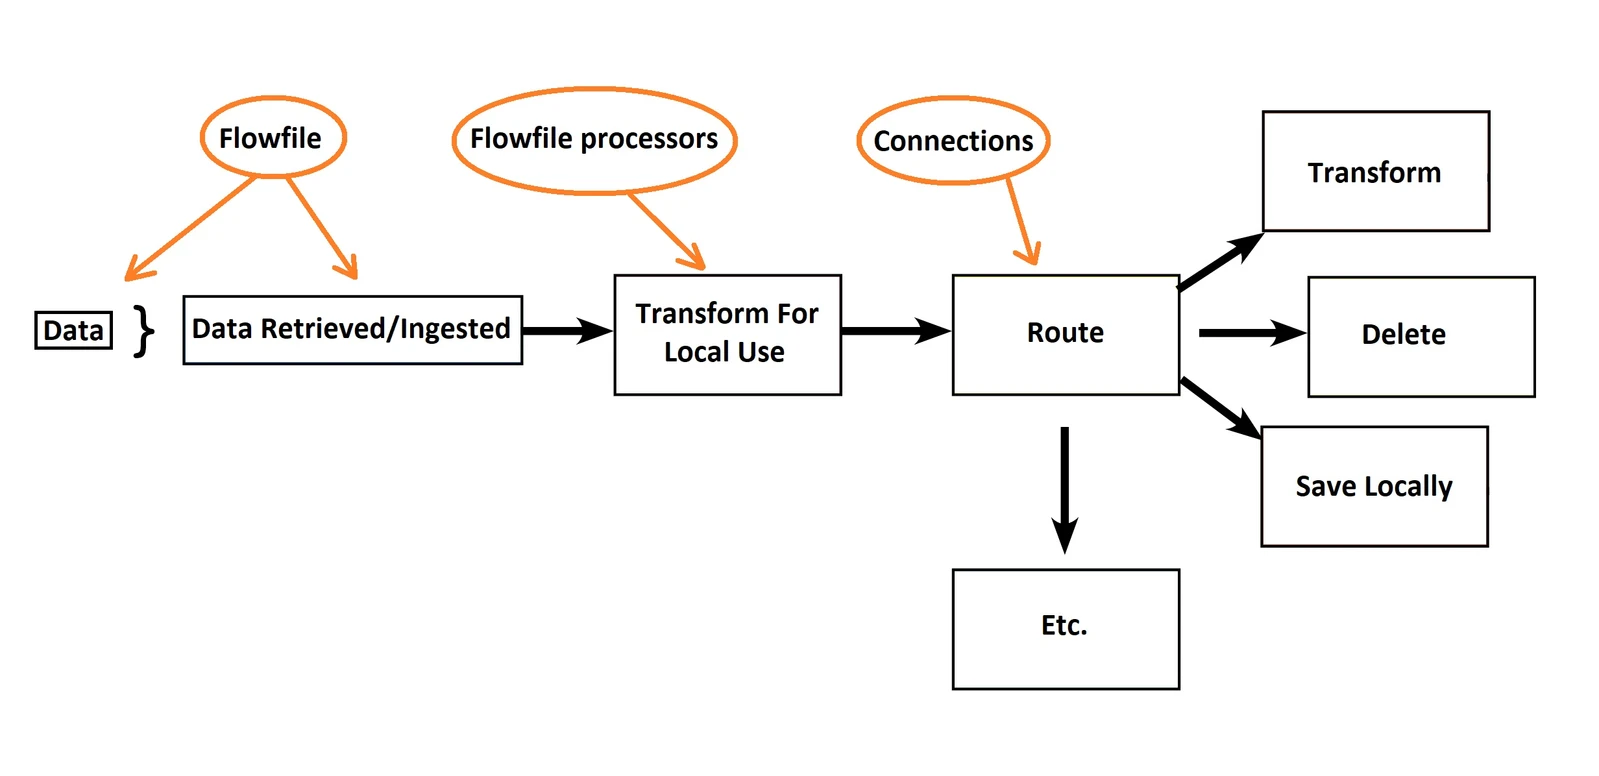 Flowfile
Flowfile processors
Connections
Transform
Data
}
Data Retrieved/Ingested
Transform For
Local Use
Route
Delete
Save Locally
Etc.